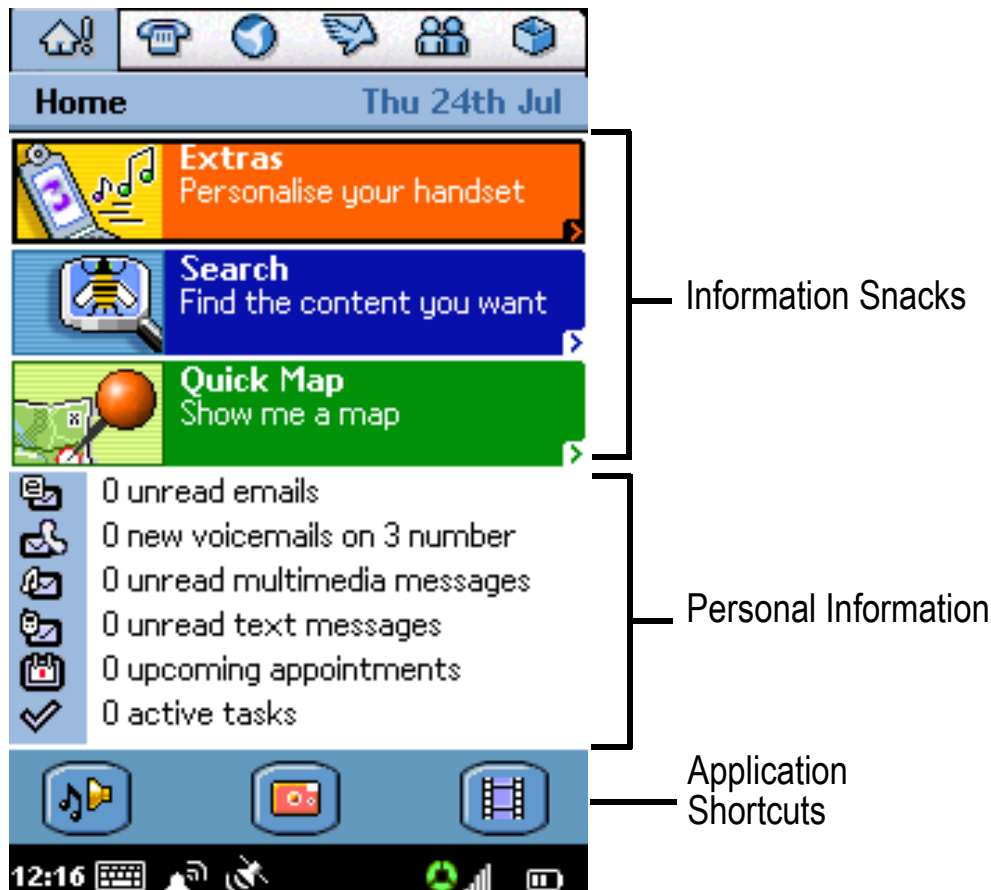 Home Thu 24th Jul
Extras
Personalise your handset
Search
Find the content you want
Quick Map
Show me a map
Information Snacks
0 unread emails
0 new voicemails on 3 number
0 unread multimedia messages
0 unread text messages
0 upcoming appointments
0 active tasks
Personal Information
Application
Shortcuts
12:16